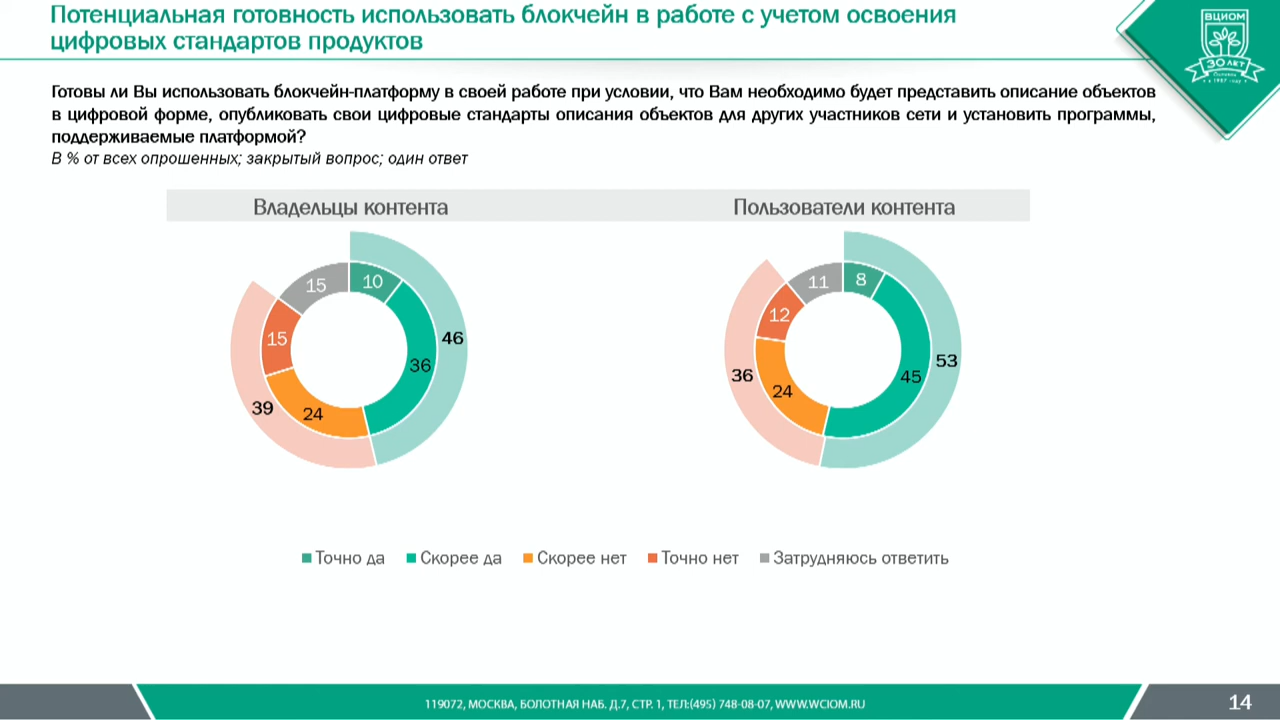 Потенциальная готовность использовать блокчейн в работе с учетом освоения
цифровых стандартов продуктов
ВЦИОМ
30 ЛЕТ
Готовы ли Вы использовать блокчейн-платформу в своей работе при условии, что Вам необходимо будет представить описание объектов
в цифровой форме, опубликовать свои цифровые стандарты описания объектов для других участников сети и установить программы,
поддерживаемые платформой?
В % от всех опрошенных; закрытый вопрос; один ответ
Владельцы контента
15
10
15
46
36
39
24
Пользователи контента
11
8
12
53
36
45
24
Точно да
Скорее да
Скорее нет
Точно нет
Затрудняюсь ответить
119072, МОСКВА, БОЛОТНАЯ НАБ. Д.7, СТР. 1, ТЕЛ:(495) 748-08-07, WWW.WCIOM.RU
14